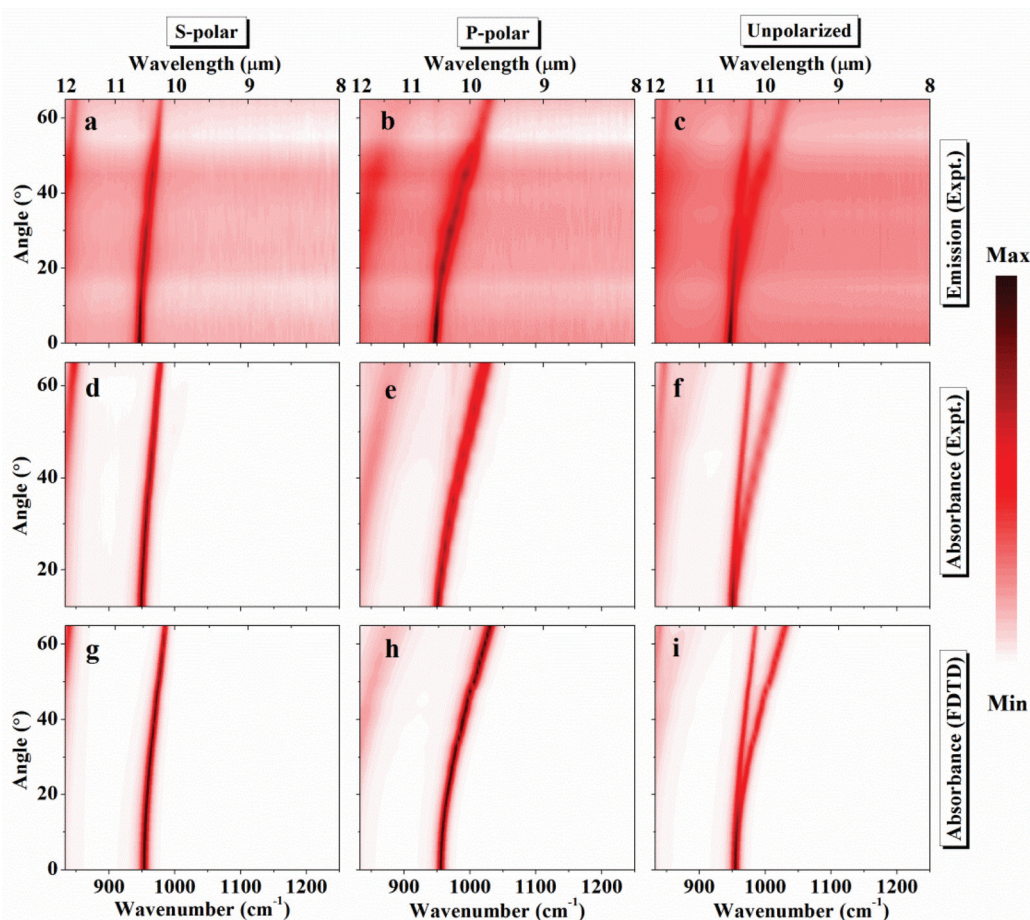 S-polar P-polar Unpolarized
Wavelength (μm) Wavelength (μm) Wavelength (μm)
12 11 10 9 8 12 11 10 9 8 12 11 10 9 8
60 a b c
40
20
0
Angle (°)
Emission (Expt.)
60 d e f
40
20
Angle (°)
Absorbance (Expt.)
60 g h i
40
20
0
Angle (°)
Absorbance (FDTD)
900 1000 1100 1200 900 1000 1100 1200 900 1000 1100 1200
Wavenumber (cm⁻¹) Wavenumber (cm⁻¹) Wavenumber (cm⁻¹)
Max
Min